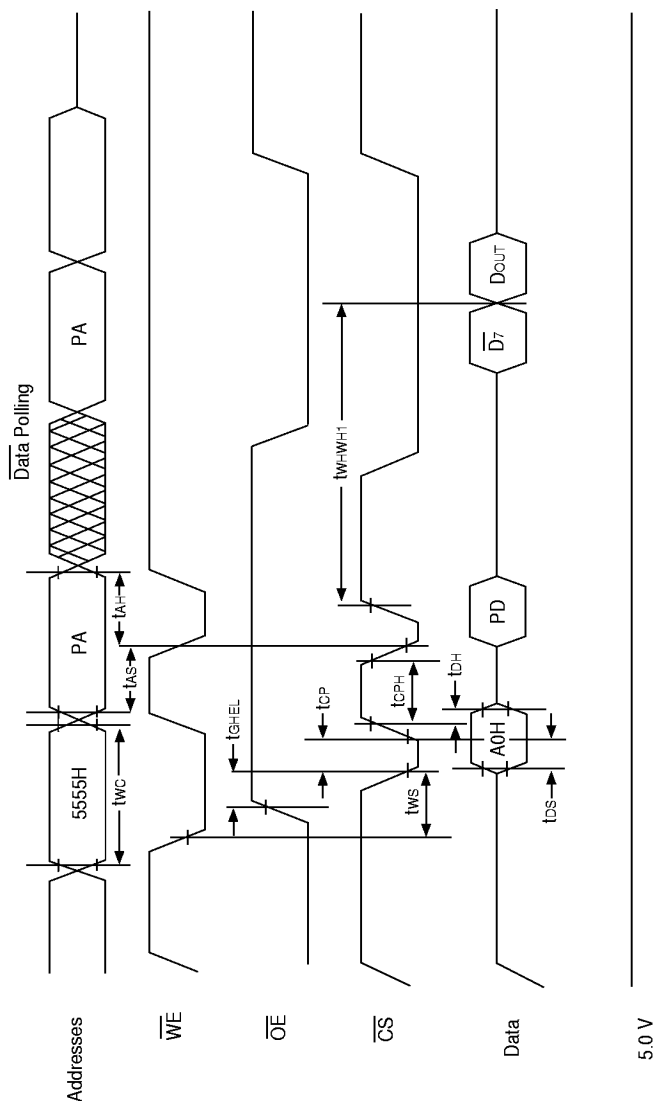 Data Polling
Addresses
5555H
PA
PA
tWC
tAS
tAH
WE
OE
tGHEL
CS
tWS
tCP
tCPH
tWHWH1
tDH
Data
A0H
PD
D7
DOUT
tDS
5.0 V